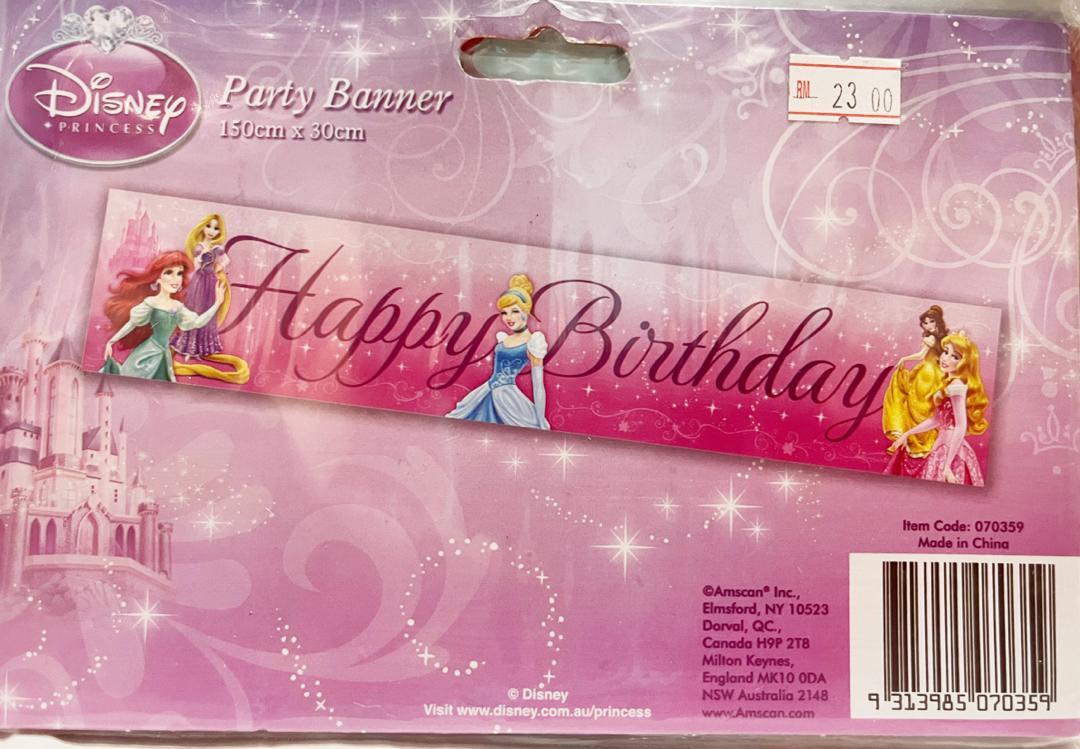 Disney
PRINCESS
Party Banner
150cm x 30cm
RM 23 00
Happy Birthday
Item Code: 070359
Made in China
©Amscan® Inc.,
Elmsford, NY 10523
Dorval, QC.,
Canada H9P 2T8
Milton Keynes,
England MK10 0DA
NSW Australia 2148
www.Amscan.com
© Disney
Visit www.disney.com.au/princess
9 313985 070359